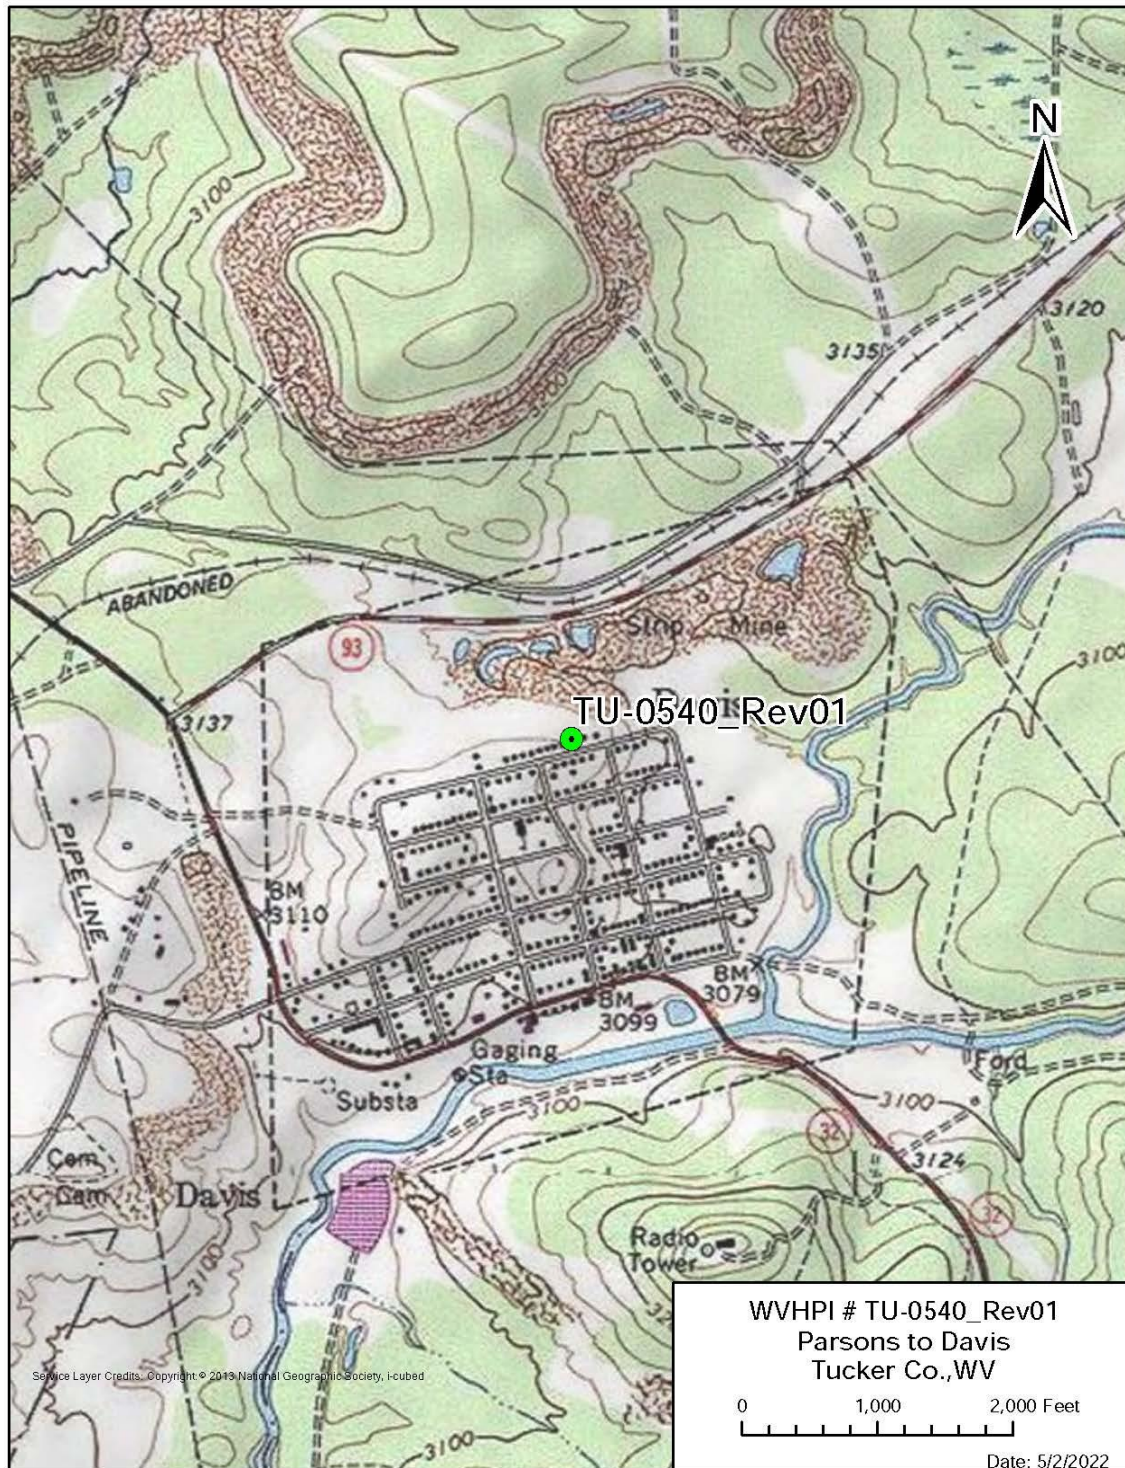 3100
N
3120
3135
ABANDONED
93
Strip Mine
3100
3137
TU-0540_Rev01
PIPELINE
BM
3110
BM
3079
BM
3099
Gaging
Sta
Ford
Substa
3100
3100
32
3124
Cem
Cem
Davis
32
3100
Radio
Tower
WVHPI # TU-0540_Rev01
Parsons to Davis
Tucker Co.,WV
0 1,000 2,000 Feet
Service Layer Credits: Copyright:© 2013 National Geographic Society, i-cubed
3100
Date: 5/2/2022